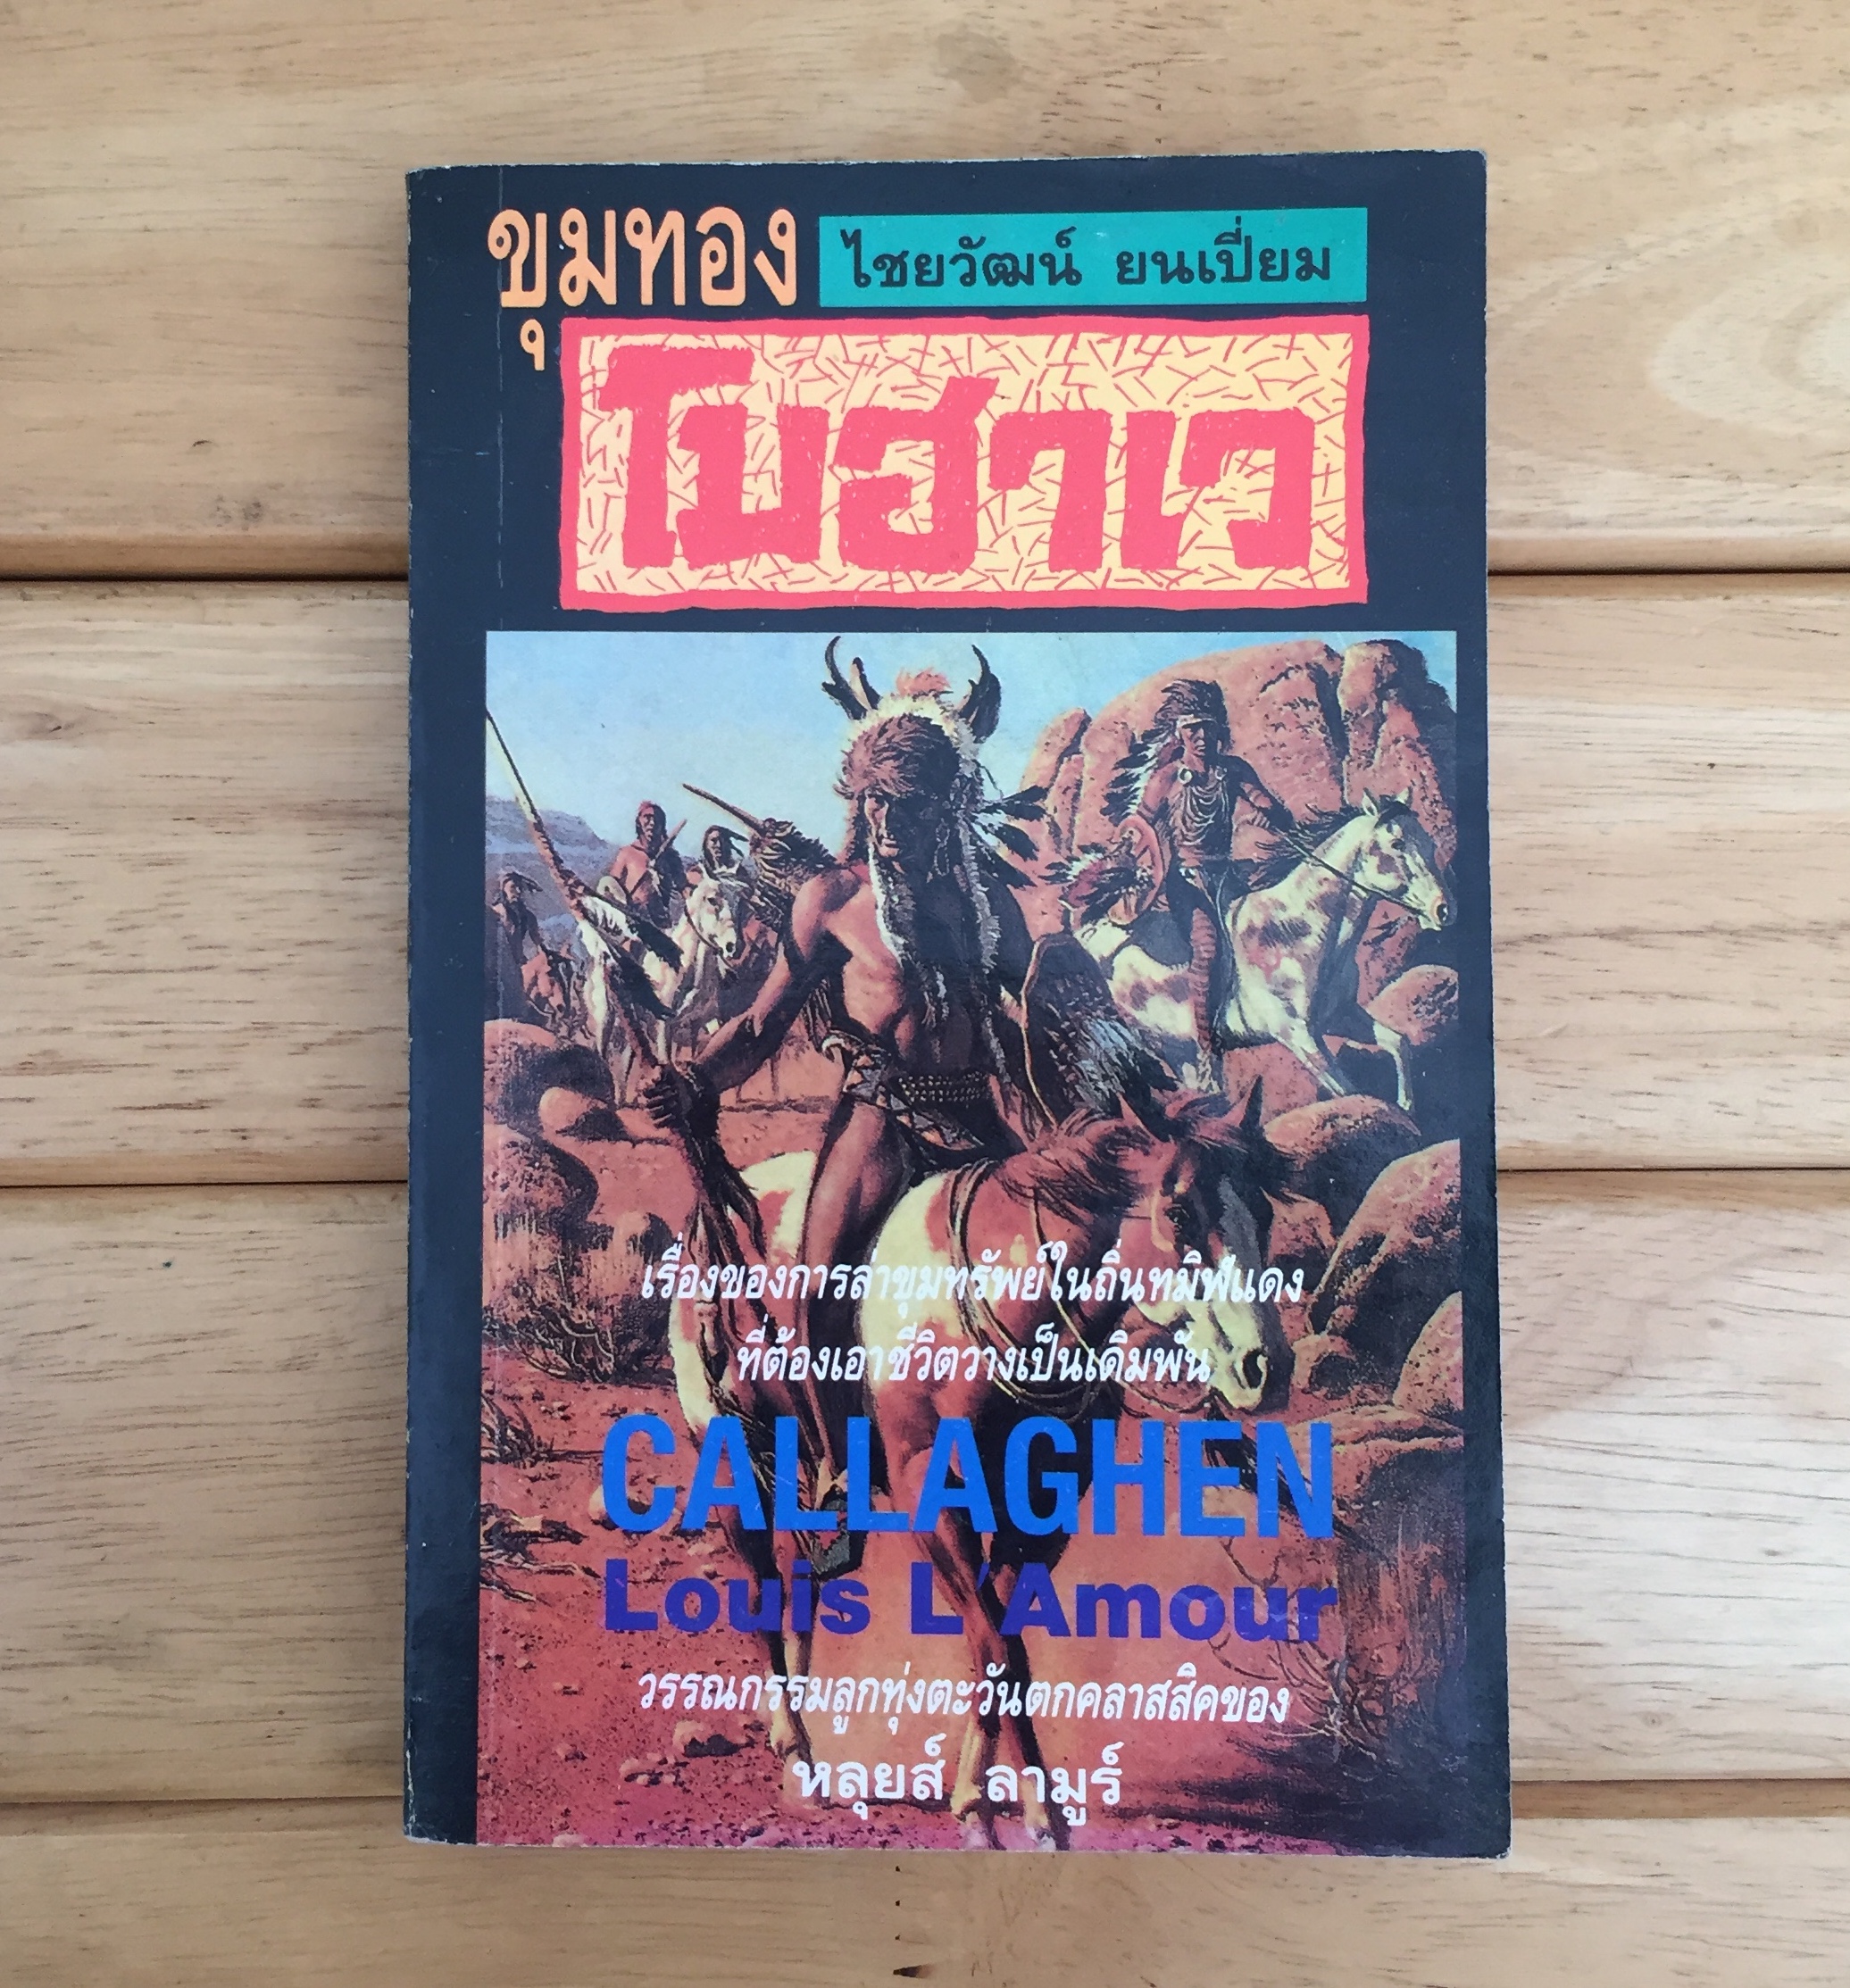 ขุมทอง
ไชยวัฒน์ ยนเปี่ยม
โมฮาเว
เรื่องของการล่าขุมทรัพย์ในถิ่นทมิฬแดง
ที่ต้องเอาชีวิตวางเป็นเดิมพัน
CALLAGHEN
Louis L'Amour
วรรณกรรมลูกทุ่งตะวันตกคลาสสิคของ
หลุยส์ ลามูร์